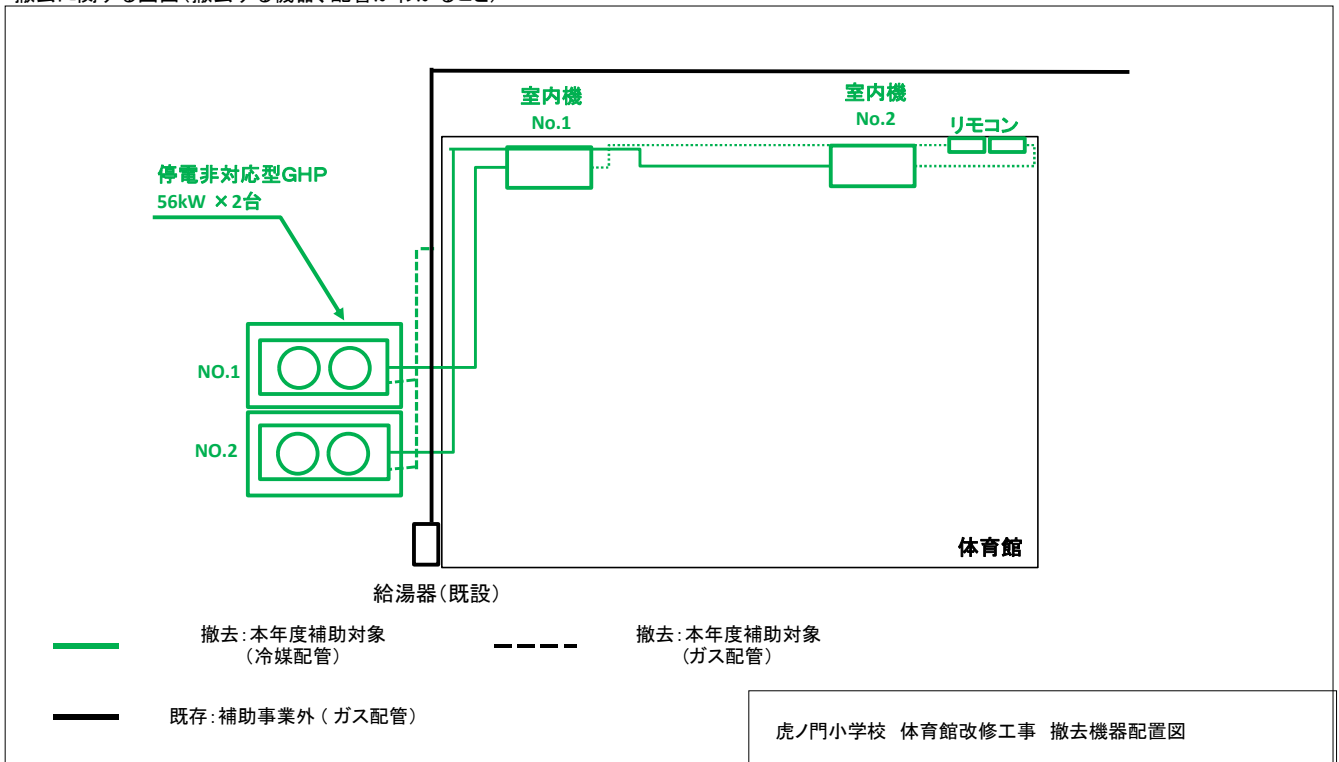 室内機
No.1
室内機
No.2
リモコン
停電非対応型GHP
56kW ×2台
NO.1
NO.2
体育館
給湯器(既設)
撤去:本年度補助対象
(冷媒配管)
撤去:本年度補助対象
(ガス配管)
既存:補助事業外 ( ガス配管)
虎ノ門小学校 体育館改修工事 撤去機器配置図